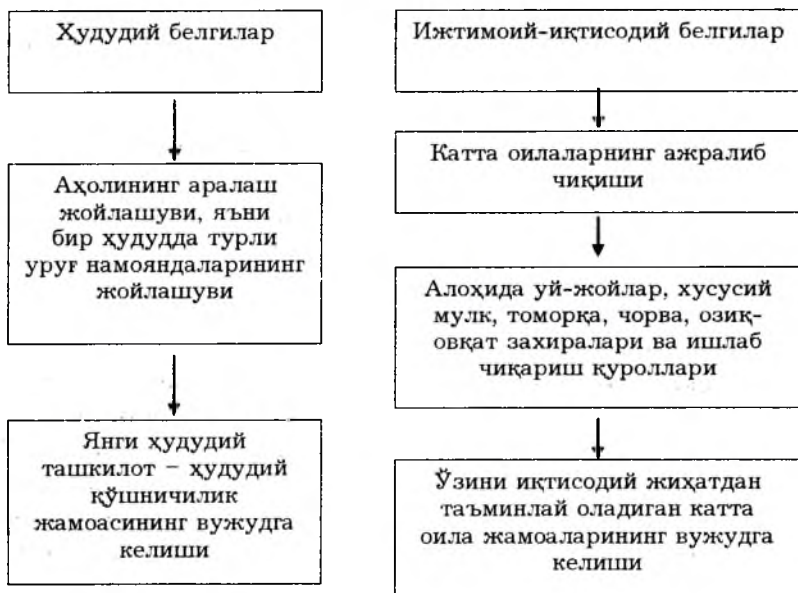 Ҳудудий белгилар
Аҳолининг аралаш
жойлашуви, яъни
бир ҳудудда турли
уруғ намояндаларининг
жойлашуви
Янги ҳудудий
ташкилот – ҳудудий
қўшничилик
жамоасининг вужудга
келиши
Ижтимоий-иқтисодий белгилар
Катта оилаларнинг ажралиб
чиқиши
Алоҳида уй-жойлар, хусусий
мулк, томорқа, чорва, озиқ-
овқат захиралари ва ишлаб
чиқариш қуроллари
Ўзини иқтисодий жиҳатдан
таъминлай оладиган катта
оила жамоаларининг вужудга
келиши